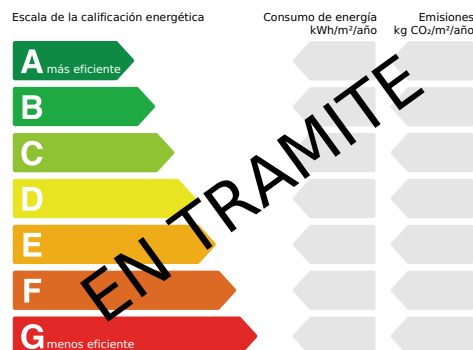 Escala de la calificación energética
Consumo de energía
kWh/m²/año
Emisiones
kg CO₂/m²/año
A más eficiente
B
C
D
E
F
G menos eficiente
EN TRAMITE